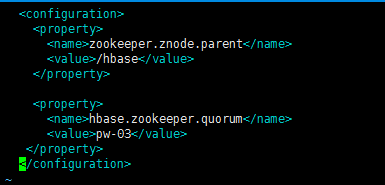 <configuration>
<property>
<name>zookeeper.znode.parent</name>
<value>/hbase</value>
</property>
<property>
<name>hbase.zookeeper.quorum</name>
<value>pw-03</value>
</property>
</configuration>
~